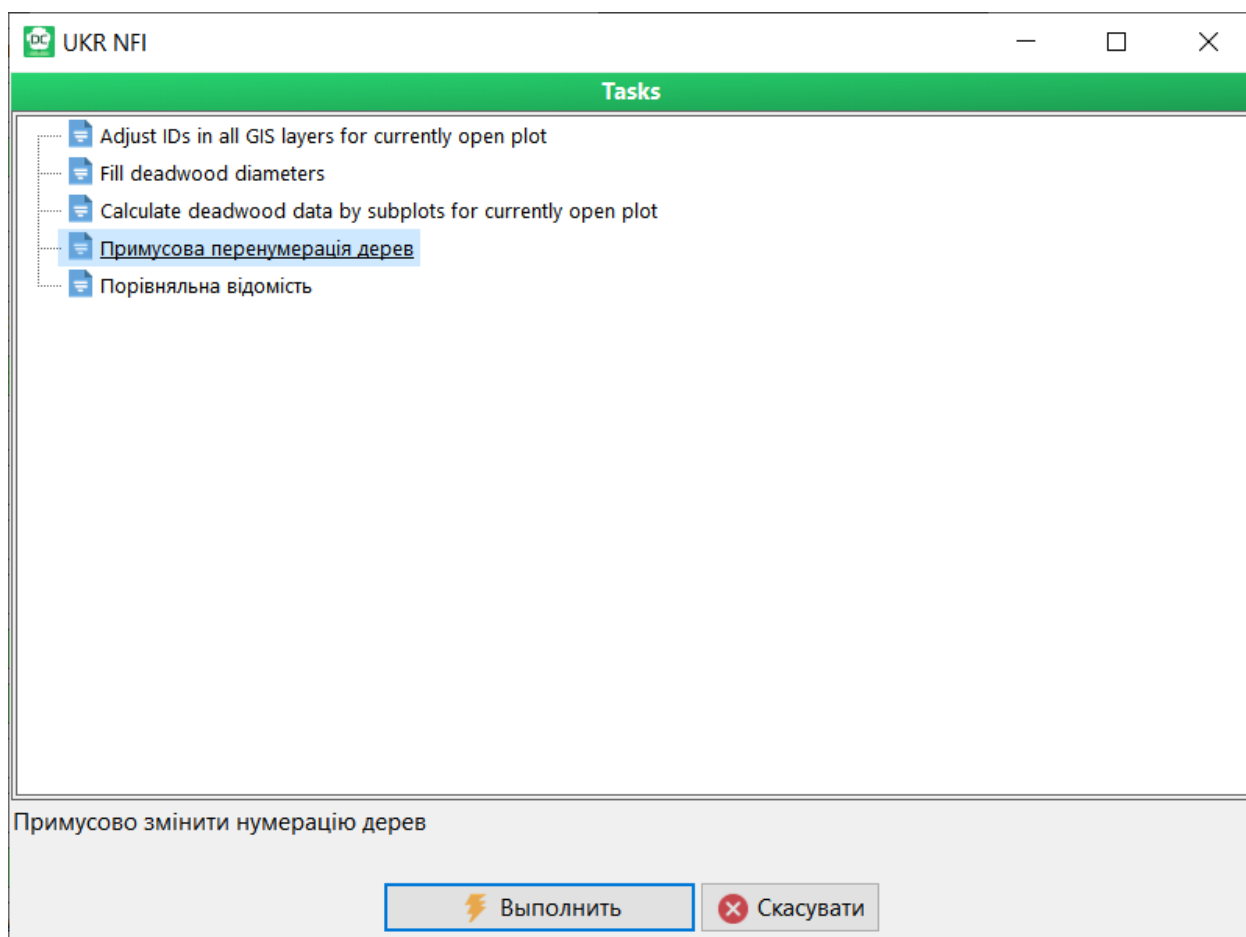 UKR NFI
Tasks
Adjust IDs in all GIS layers for currently open plot
Fill deadwood diameters
Calculate deadwood data by subplots for currently open plot
Примусова перенумерація дерев
Порівняльна відомість
Примусово змінити нумерацію дерев
Выполнить Скасувати